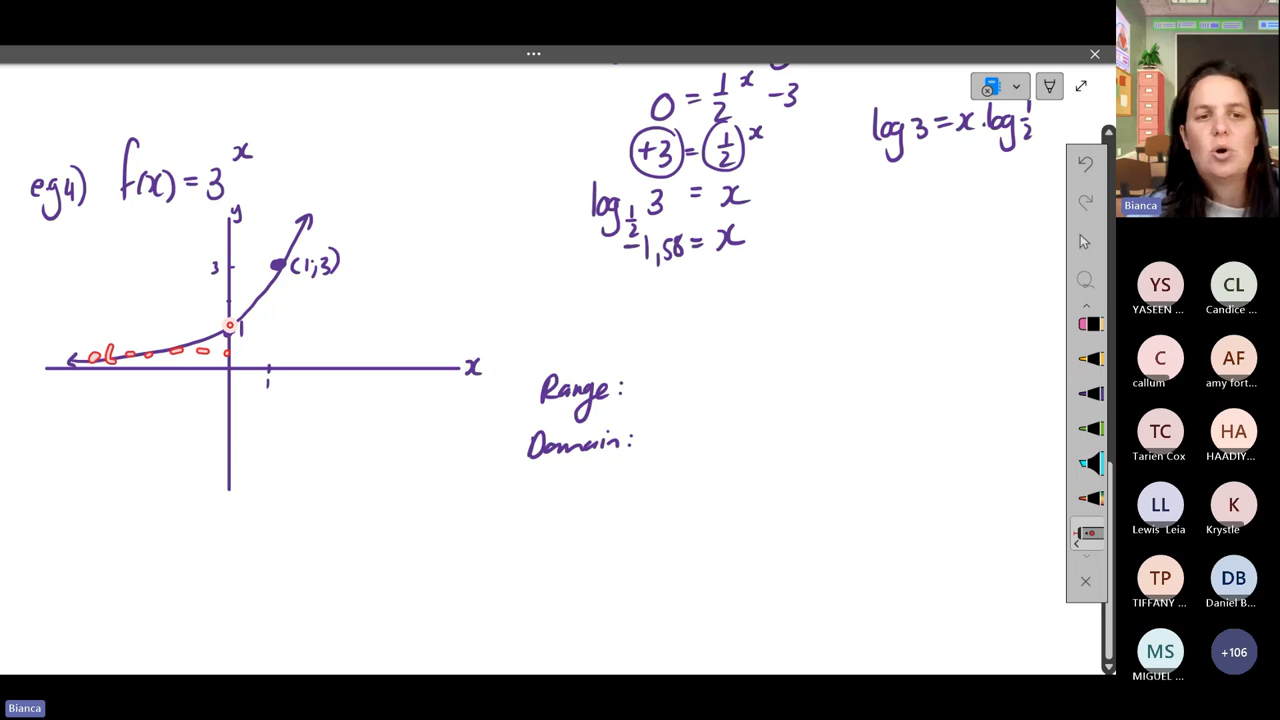 ...
0 = 1/2^x - 3
+3 = (1/2)^x
log_1/2 3 = x
-1,58 = x
log 3 = x.log 1/2
eg4) f(x) = 3^x
y
3
(1;3)
1
x
1
Range:
Domain:
Bianca
YS
YASEEN ...
CL
Candice ...
C
callum
AF
amy fort...
TC
Tarien Cox
HA
HAADIY...
LL
Lewis Leia
K
Krystle
TP
TIFFANY ...
DB
Daniel B...
MS
MIGUEL ...
+106
Bianca